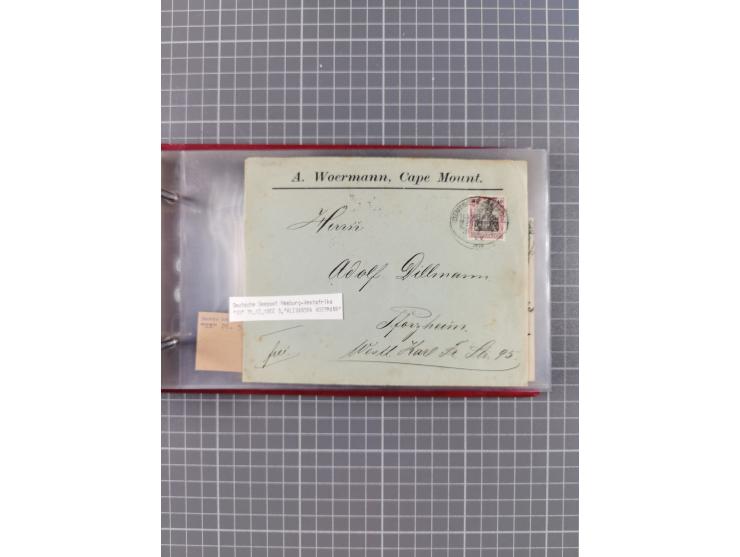 A. Woermann, Cape Mount.
Herrn
Adolf Dillmann
Deutsche Seepost Hamburg-Westafrika
Pforzheim
frei
Westl. Karl Fr. Str. 95.